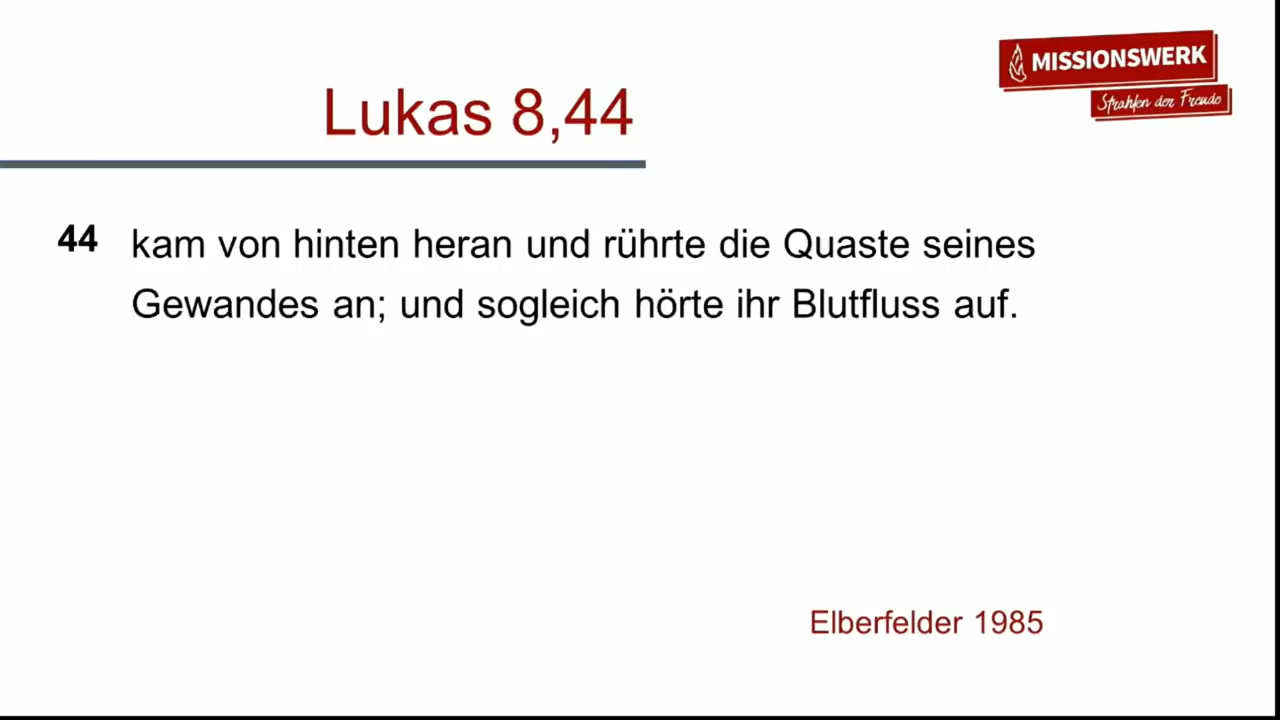 MISSIONSWERK
Strahlen der Freude
Lukas 8,44
44 kam von hinten heran und rührte die Quaste seines
Gewandes an; und sogleich hörte ihr Blutfluss auf.
Elberfelder 1985